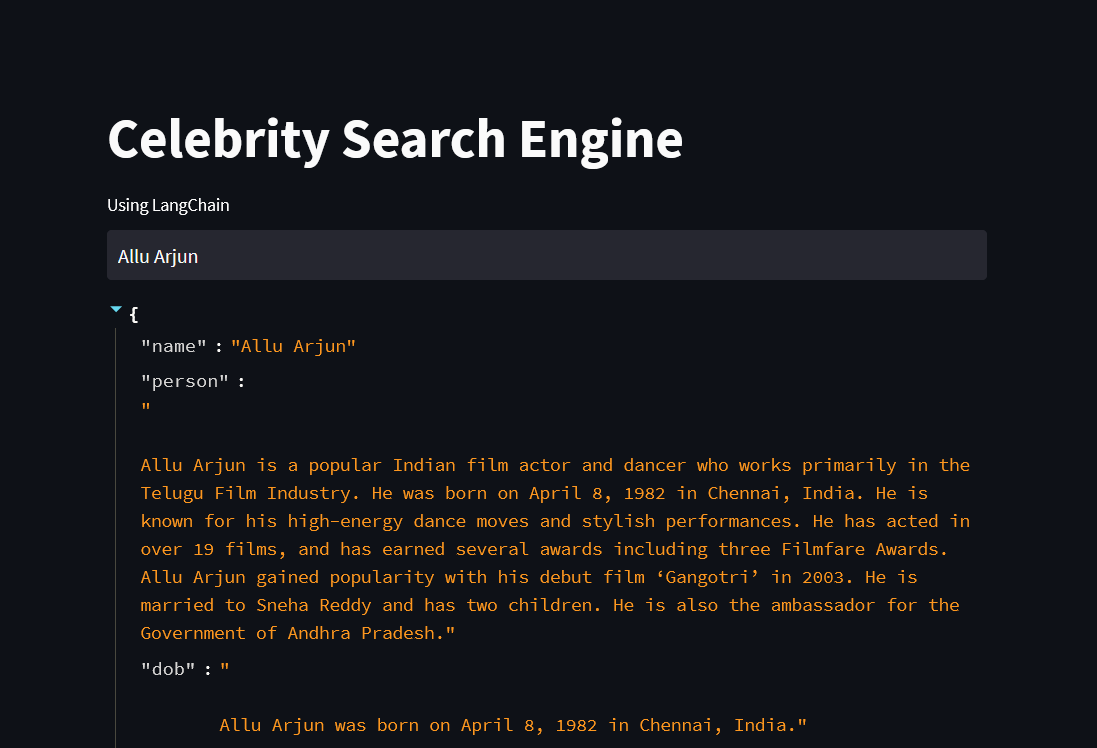 Celebrity Search Engine
Using LangChain
Allu Arjun
{
"name" : "Allu Arjun"
"person" :
"
Allu Arjun is a popular Indian film actor and dancer who works primarily in the
Telugu Film Industry. He was born on April 8, 1982 in Chennai, India. He is
known for his high-energy dance moves and stylish performances. He has acted in
over 19 films, and has earned several awards including three Filmfare Awards.
Allu Arjun gained popularity with his debut film ‘Gangotri’ in 2003. He is
married to Sneha Reddy and has two children. He is also the ambassador for the
Government of Andhra Pradesh."
"dob" : "
Allu Arjun was born on April 8, 1982 in Chennai, India."